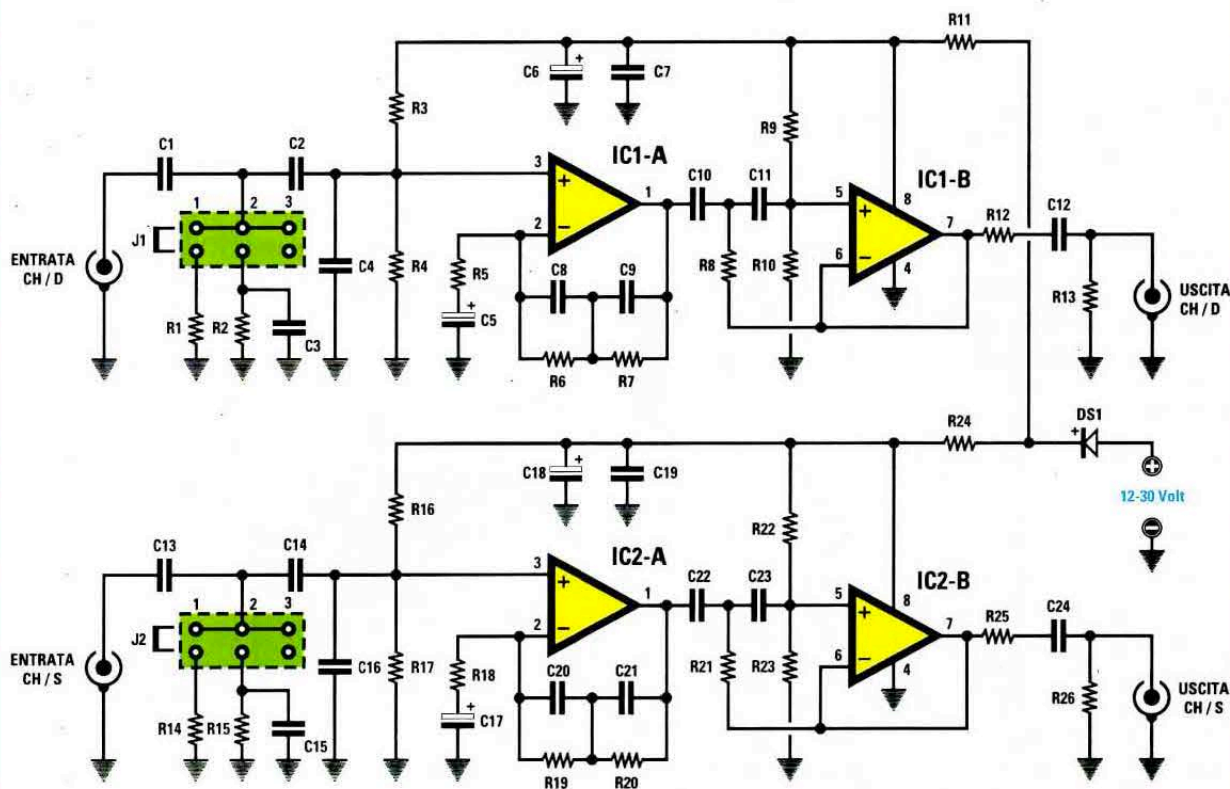 R11
C6
+
C7
R3
R9
C1
C2
IC1-A
IC1-B
3
+
1
C10
C11
5
+
8
7
R12
C12
1
2
3
2
−
6
−
4
J1
ENTRATA
CH / D
C4
R4
R5
C8
C9
R8
R10
R13
USCITA
CH / D
R1
R2
C3
+
C5
R6
R7
R24
+
DS1
C18
+
C19
+
12-30 Volt
−
R16
R22
C13
C14
IC2-A
IC2-B
3
+
1
C22
C23
5
+
8
7
R25
C24
1
2
3
2
−
6
−
4
J2
ENTRATA
CH / S
C16
R17
R18
C20
C21
R21
R23
R26
USCITA
CH / S
R14
R15
C15
+
C17
R19
R20